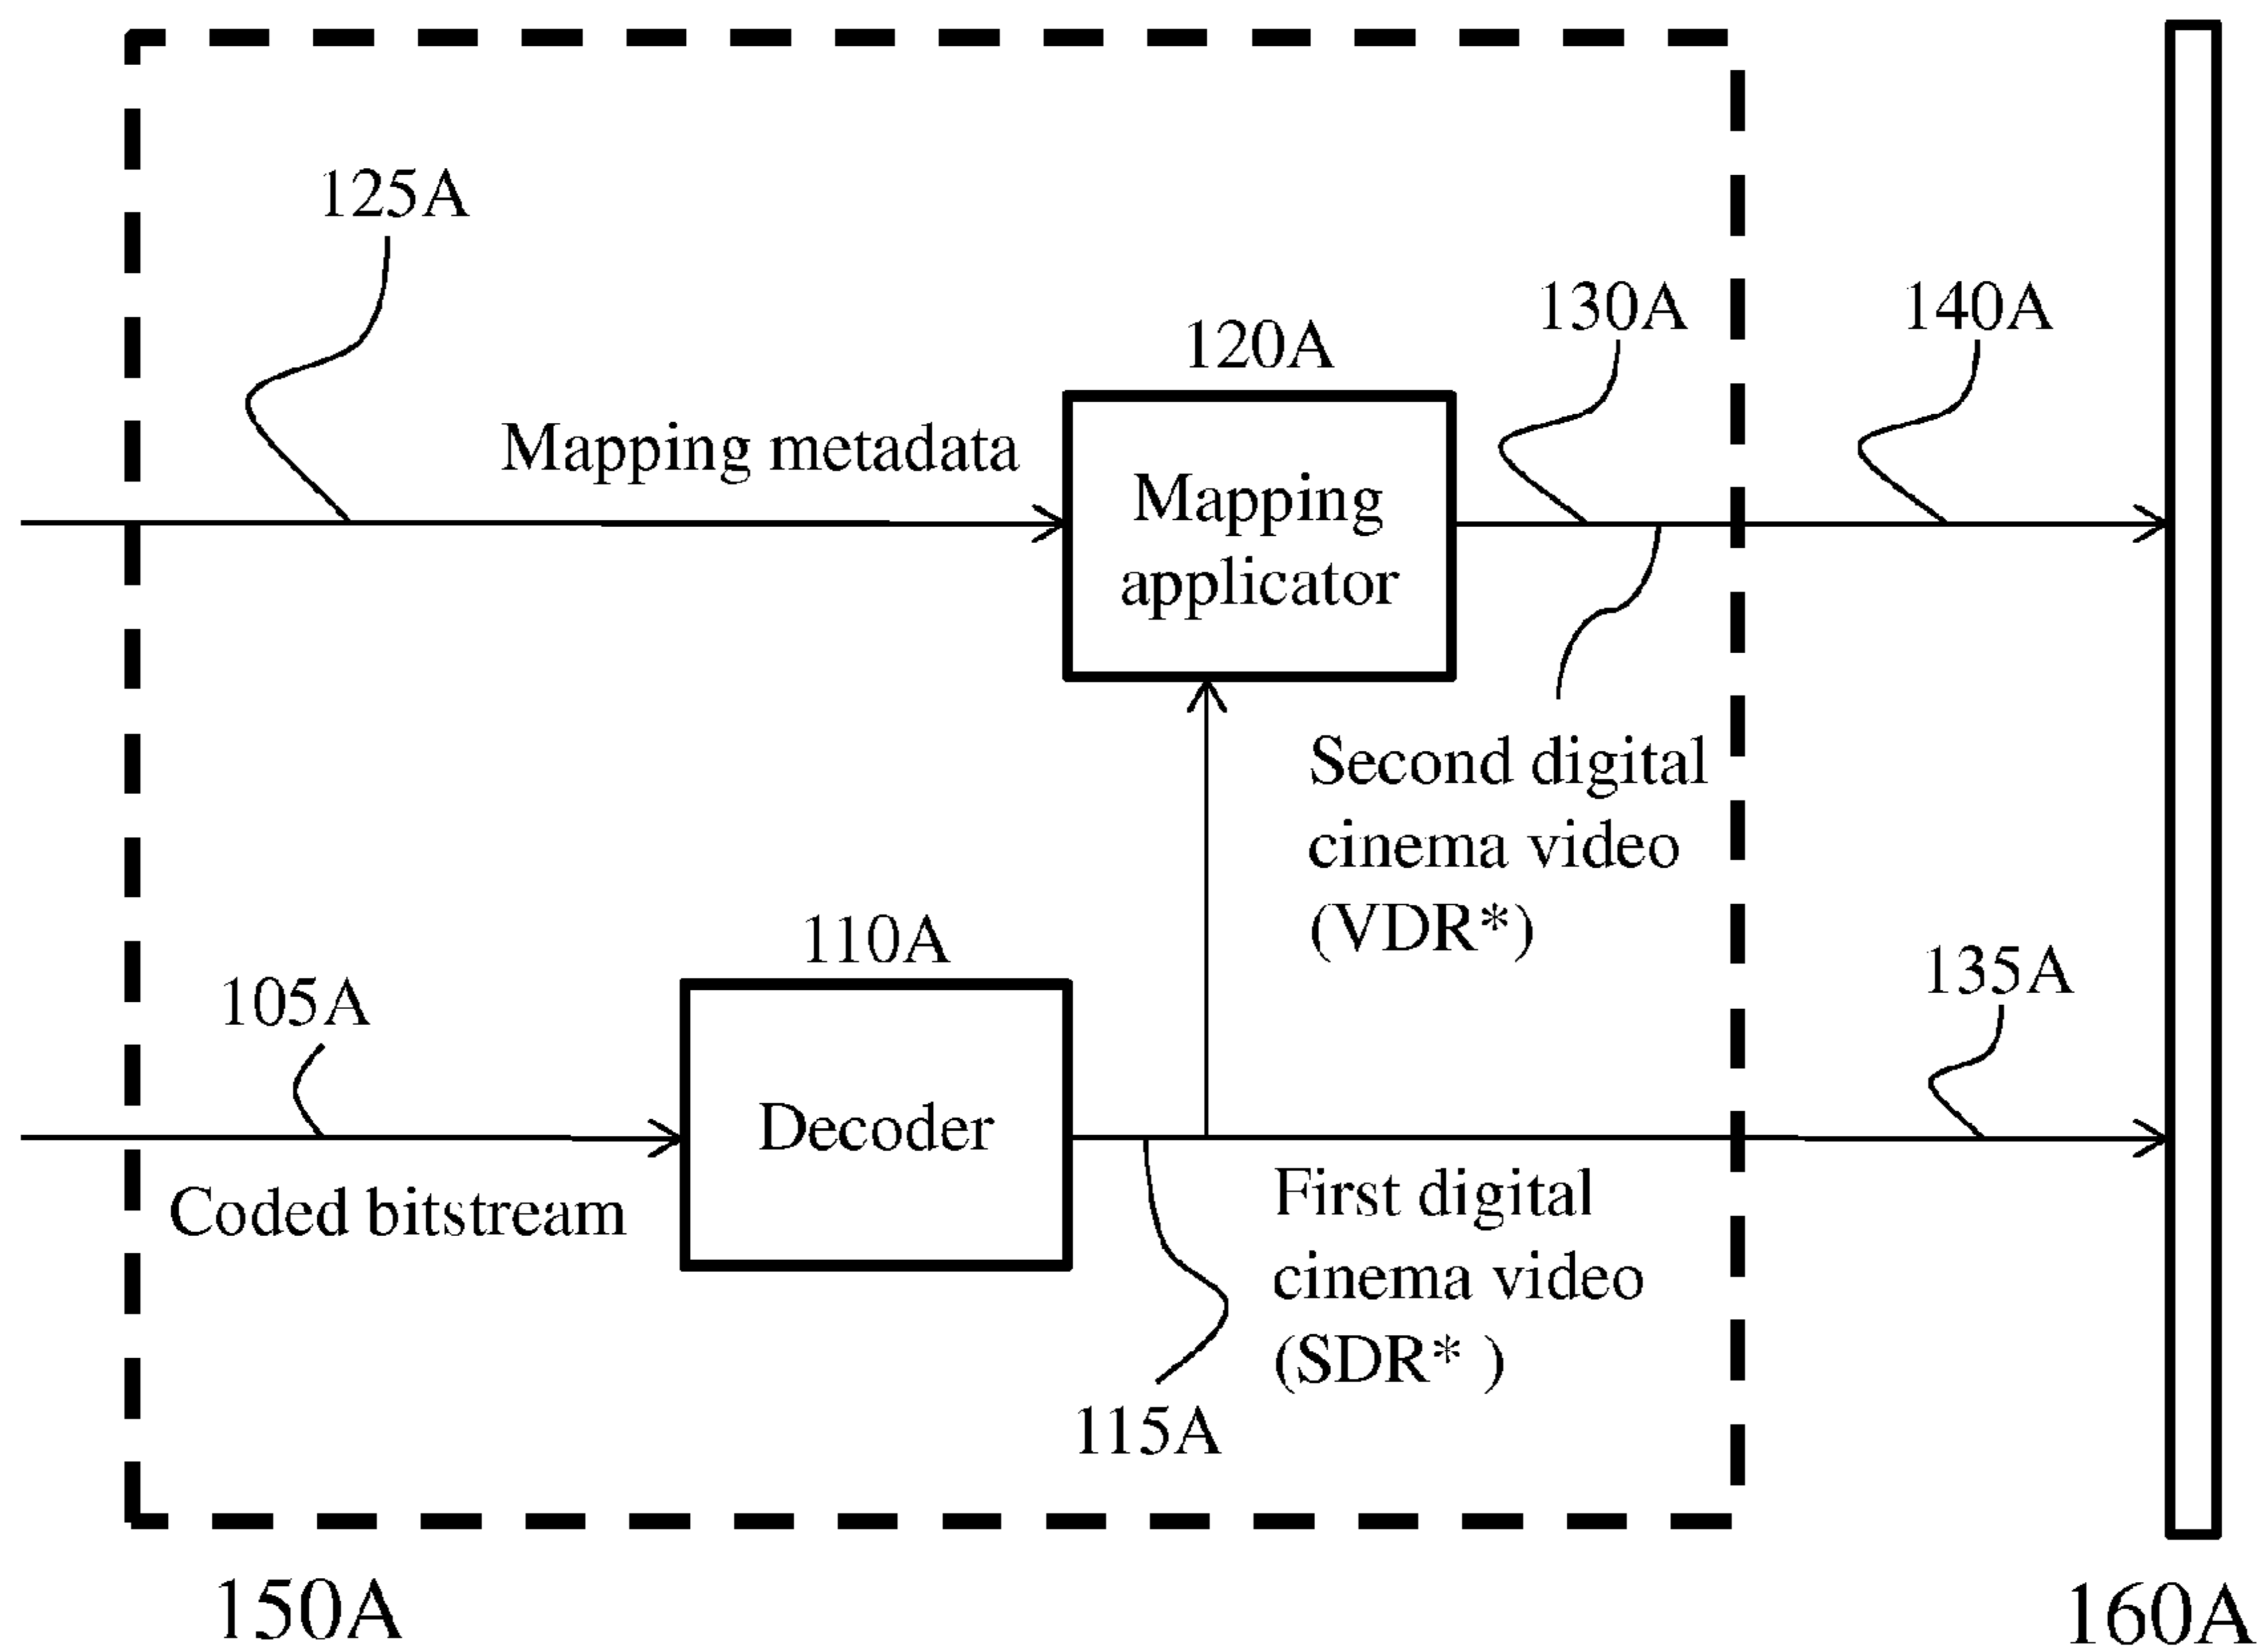 125A
130A
140A
120A
Mapping metadata
Mapping
applicator
Second digital
cinema video
(VDR*)
110A
135A
105A
Decoder
Coded bitstream
First digital
cinema video
(SDR* )
115A
150A
160A